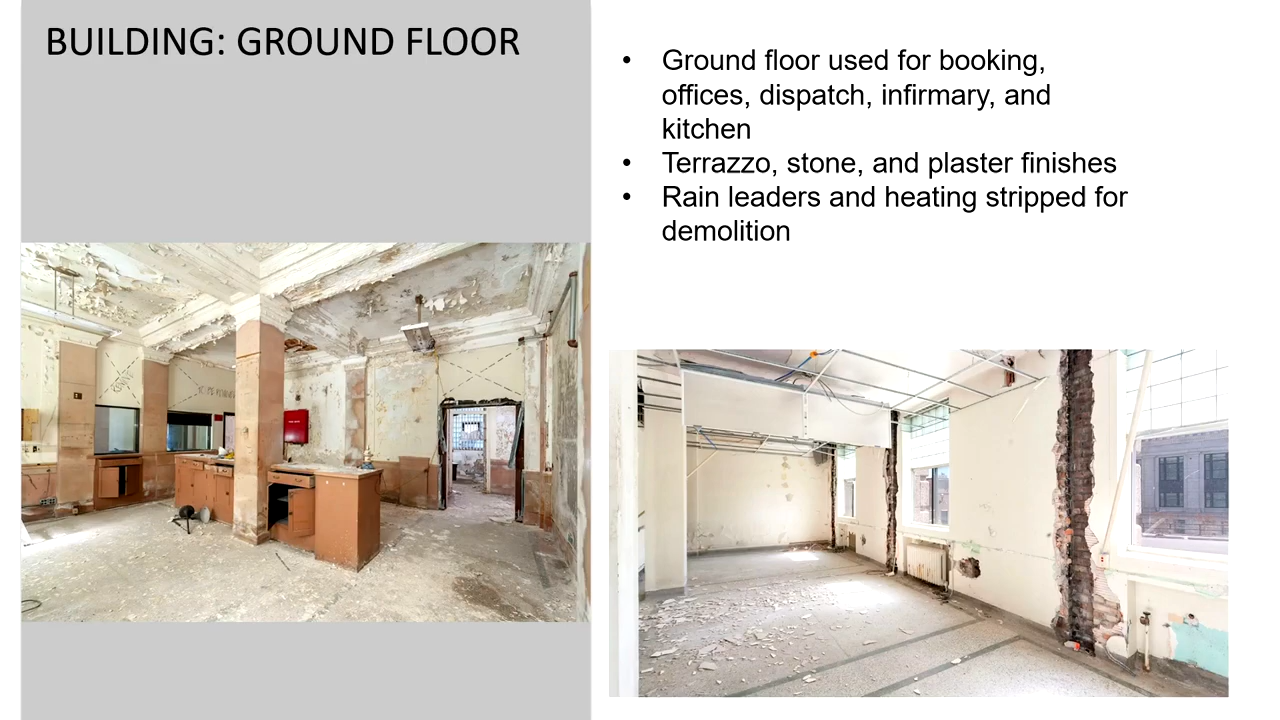 BUILDING: GROUND FLOOR
• Ground floor used for booking,
offices, dispatch, infirmary, and
kitchen
• Terrazzo, stone, and plaster finishes
• Rain leaders and heating stripped for
demolition